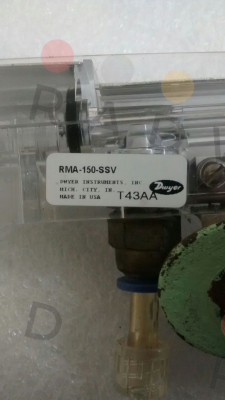 RMA-150-SSV
DWYER INSTRUMENTS, INC
MICH. CITY, IN.
MADE IN USA T43AA
Dwyer